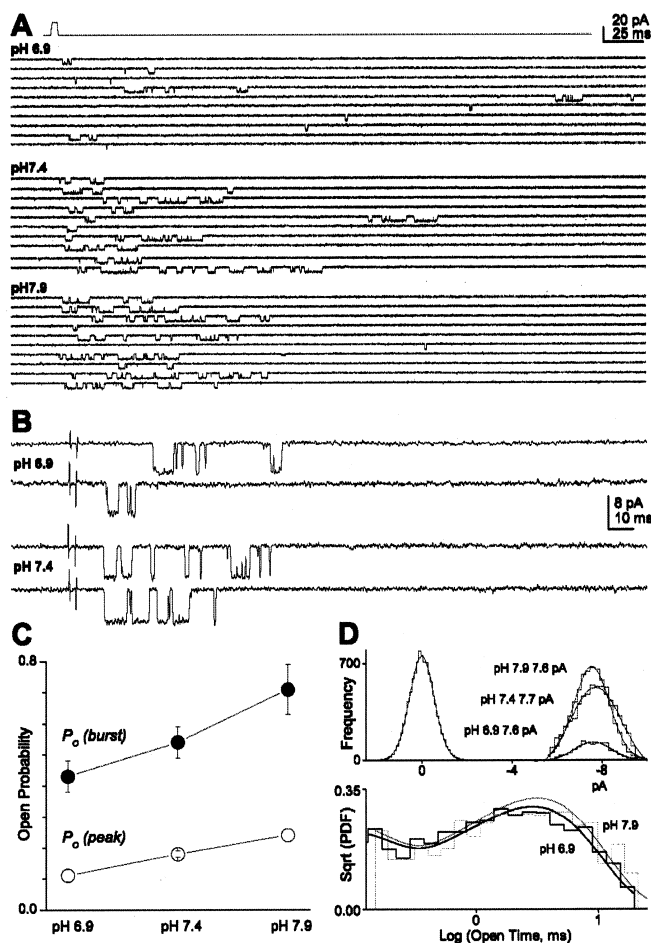 A
20 pA
25 ms
pH 6.9
pH7.4
pH7.9
B
pH 6.9
8 pA
10 ms
pH 7.4
C
0.8
Open Probability
Po (burst)
Po (peak)
0.0
pH 6.9
pH 7.4
pH 7.9
D
700
Frequency
0
pH 7.9 7.6 pA
pH 7.4 7.7 pA
pH 6.9 7.6 pA
0
-4
-8
pA
0.35
Sqrt (PDF)
0.00
pH 7.9
pH 6.9
0
1
Log (Open Time, ms)